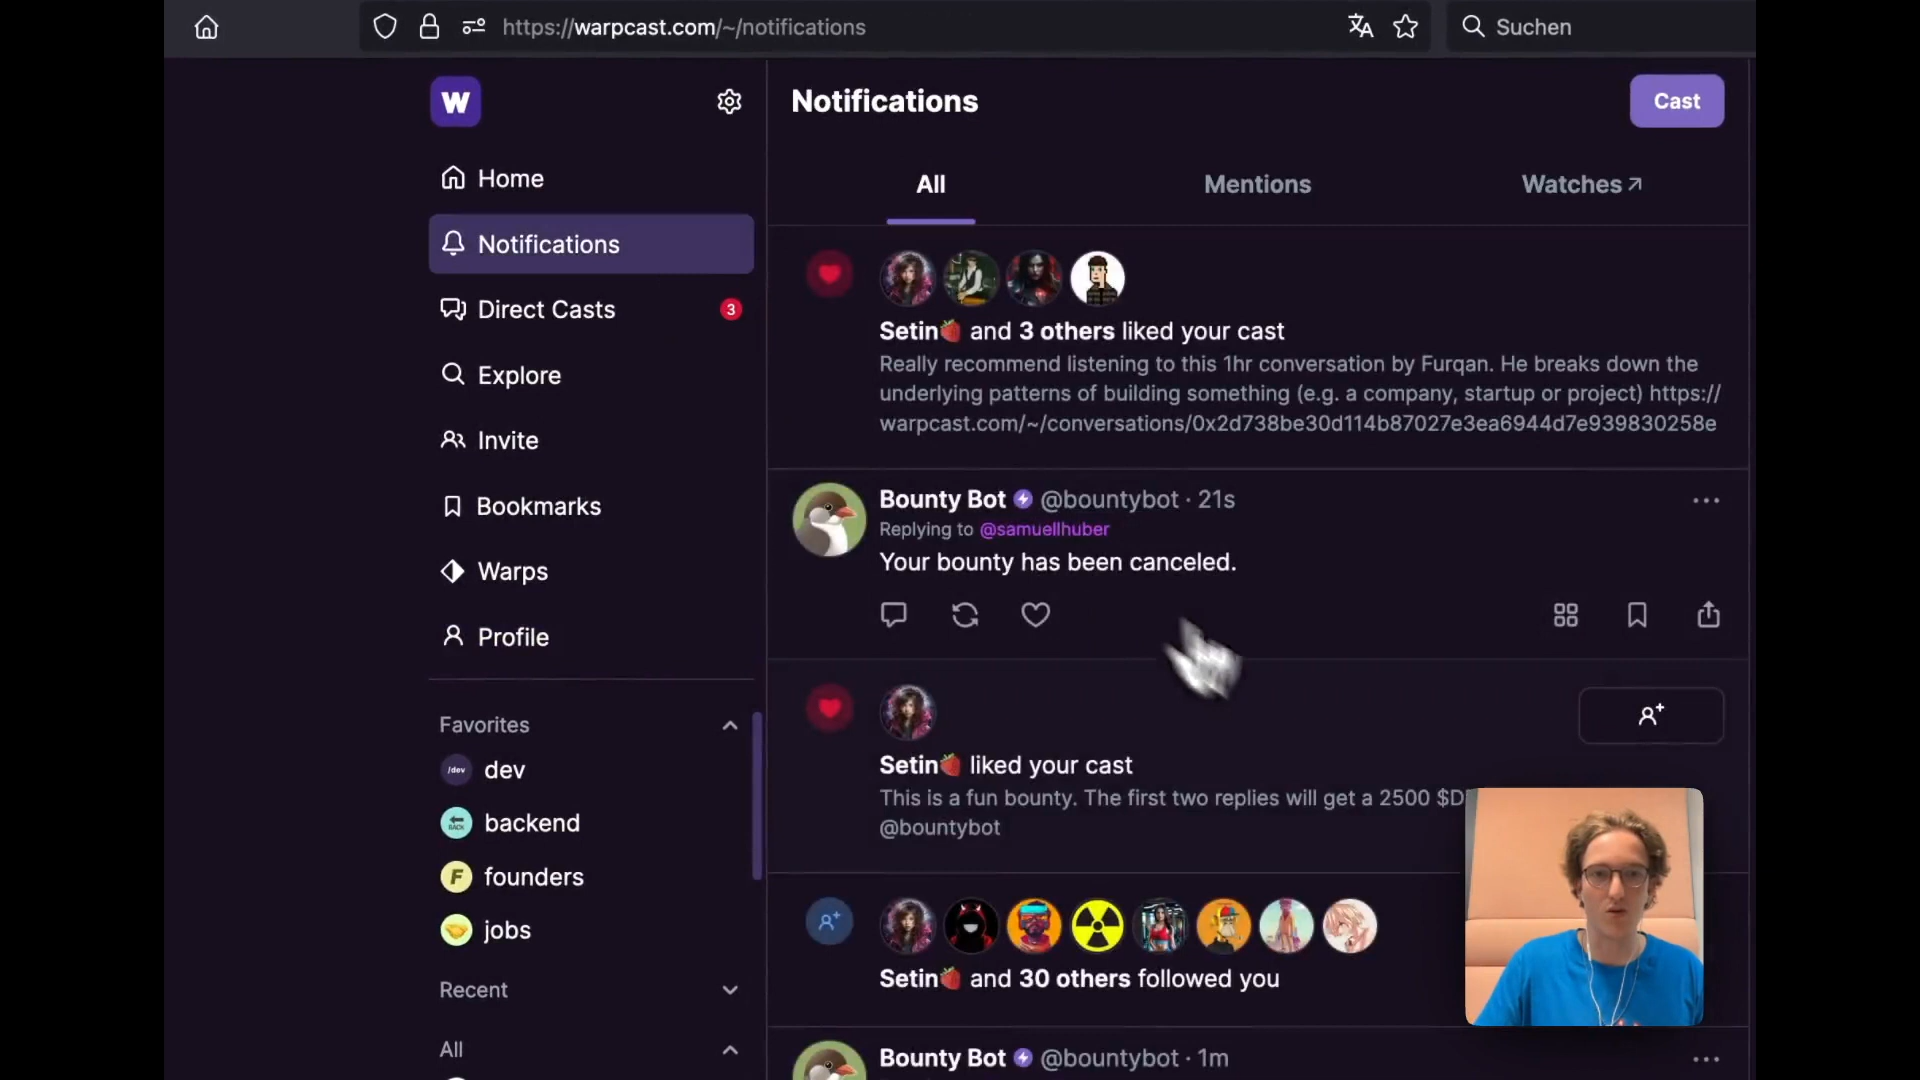 https://warpcast.com/~/notifications
Suchen
W
Notifications
Cast
Home
Notifications
Direct Casts
3
Explore
Invite
Bookmarks
Warps
Profile
Favorites
/dev
dev
BACK
backend
F
founders
jobs
Recent
All
All
Mentions
Watches
Setin🍓 and 3 others liked your cast
Really recommend listening to this 1hr conversation by Furqan. He breaks down the
underlying patterns of building something (e.g. a company, startup or project) https://
warpcast.com/~/conversations/0x2d738be30d114b87027e3ea6944d7e939830258e
Bounty Bot @bountybot · 21s
Replying to @samuellhuber
Your bounty has been canceled.
Setin🍓 liked your cast
This is a fun bounty. The first two replies will get a 2500 $D
@bountybot
Setin🍓 and 30 others followed you
Bounty Bot @bountybot · 1m